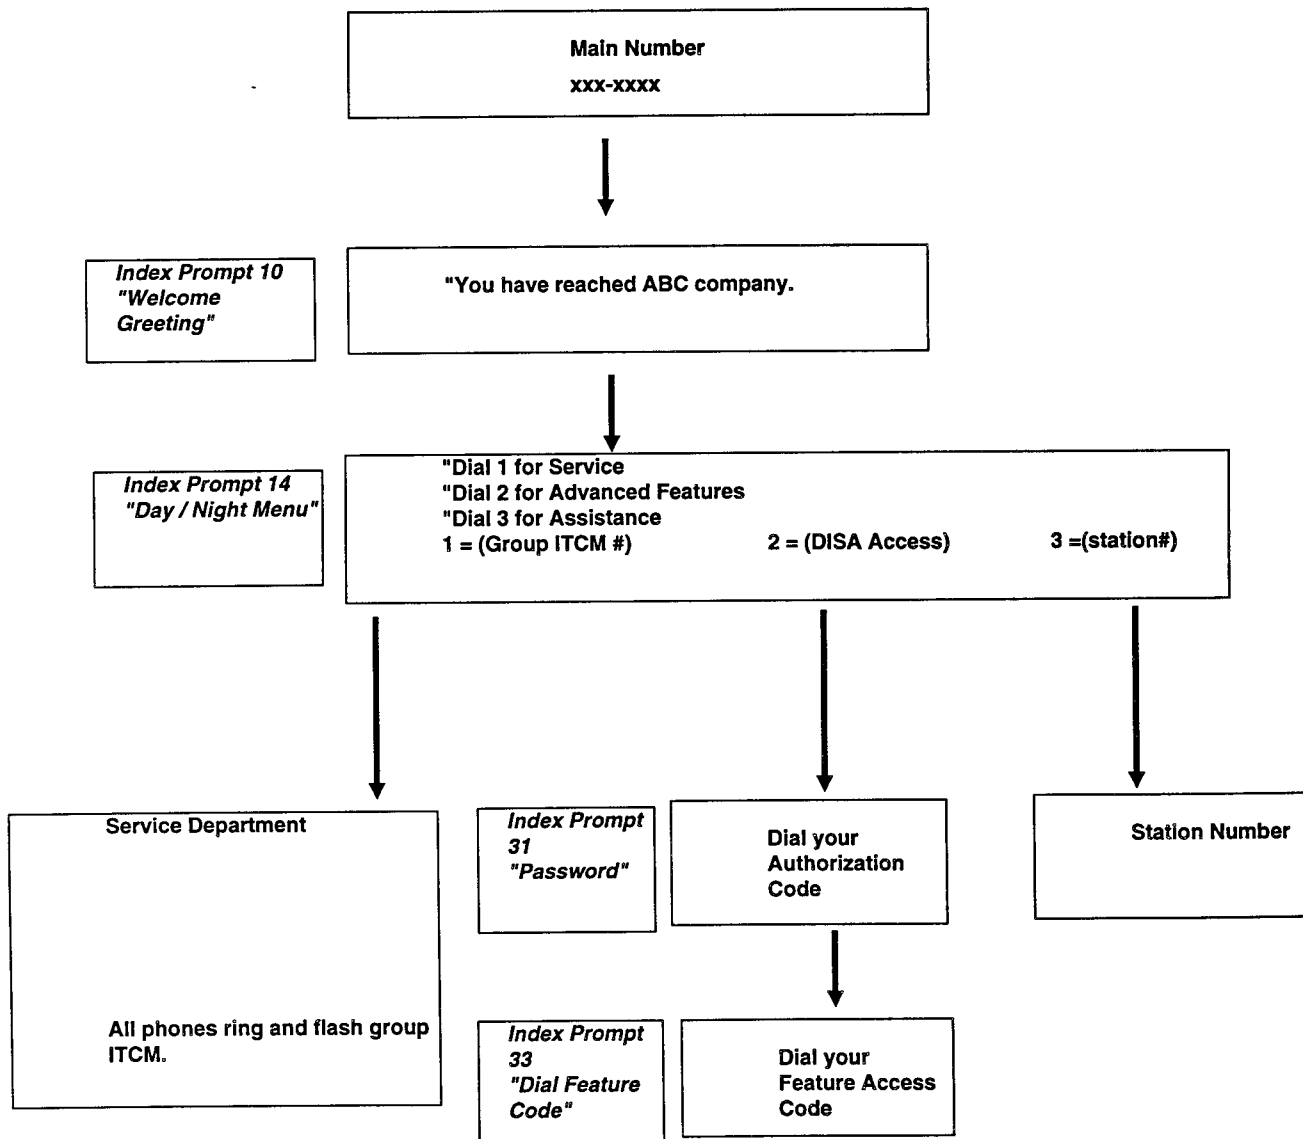 Main Number
xxx-xxxx
Index Prompt 10
"Welcome
Greeting"
"You have reached ABC company.
Index Prompt 14
"Day / Night Menu"
"Dial 1 for Service
"Dial 2 for Advanced Features
"Dial 3 for Assistance
1 = (Group ITCM #) 2 = (DISA Access) 3 =(station#)
Service Department
All phones ring and flash group
ITCM.
Index Prompt
31
"Password"
Dial your
Authorization
Code
Station Number
Index Prompt
33
"Dial Feature
Code"
Dial your
Feature Access
Code